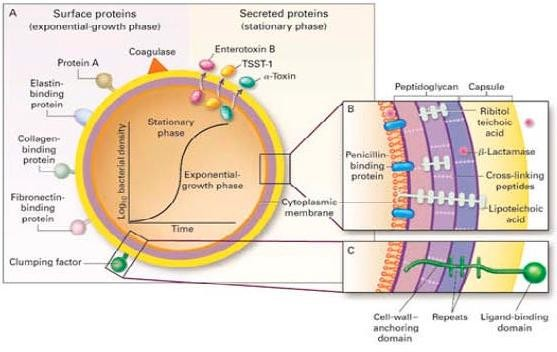 A
Surface proteins
(exponential-growth phase)
Secreted proteins
(stationary phase)
Coagulase
Protein A
Elastin-
binding
protein
Collagen-
binding
protein
Fibronectin-
binding
protein
Clumping factor
Enterotoxin B
TSST-1
α-Toxin
Stationary
phase
Exponential-
growth phase
Log10 bacterial density
Time
Cytoplasmic
membrane
Peptidoglycan
Capsule
B
Ribitol
teichoic
acid
Penicillin-
binding
protein
β-Lactamase
Cross-linking
peptides
Lipoteichoic
acid
C
Cell-wall–
anchoring
domain
Repeats
Ligand-binding
domain